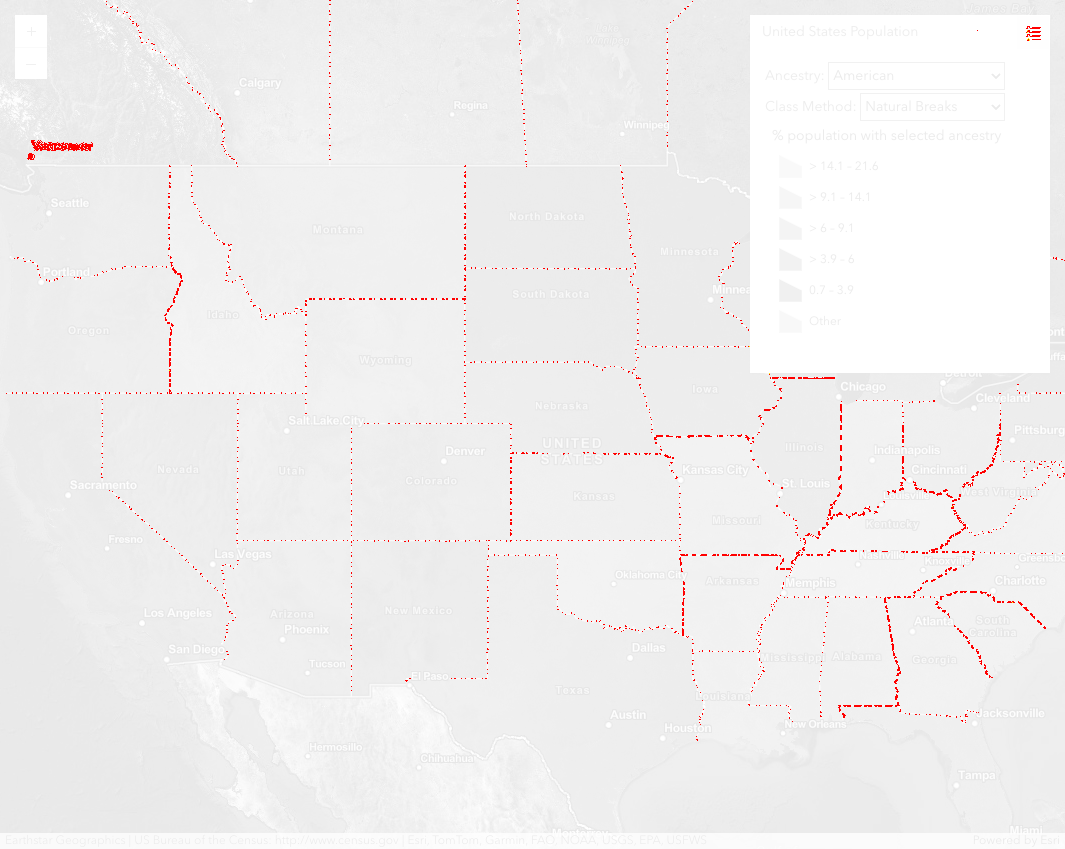 +
−
Calgary
Regina
Winnipeg
Vancouver
Seattle
Portland
Montana
North Dakota
Minnesota
South Dakota
Oregon
Idaho
Wyoming
Iowa
Nebraska
Salt Lake City
Denver
UNITED
STATES
Kansas City
St. Louis
Illinois
Indianapolis
Cincinnati
Chicago
Detroit
Cleveland
Pittsburg
Nevada
Utah
Colorado
Kansas
Missouri
Kentucky
West Virginia
Sacramento
Fresno
Las Vegas
Los Angeles
San Diego
Arizona
Phoenix
Tucson
New Mexico
El Paso
Oklahoma City
Arkansas
Memphis
Charlotte
South
Carolina
Georgia
Alabama
Mississippi
Louisiana
Dallas
Texas
Austin
Houston
New Orleans
Jacksonville
Tampa
Miami
Hermosillo
Chihuahua
Monterrey
United States Population
Ancestry: American
Class Method: Natural Breaks
% population with selected ancestry
> 14.1 - 21.6
> 9.1 - 14.1
> 6 - 9.1
> 3.9 - 6
0.7 - 3.9
Other
Earthstar Geographics | US Bureau of the Census: http://www.census.gov | Esri, TomTom, Garmin, FAO, NOAA, USGS, EPA, USFWS
Powered by Esri